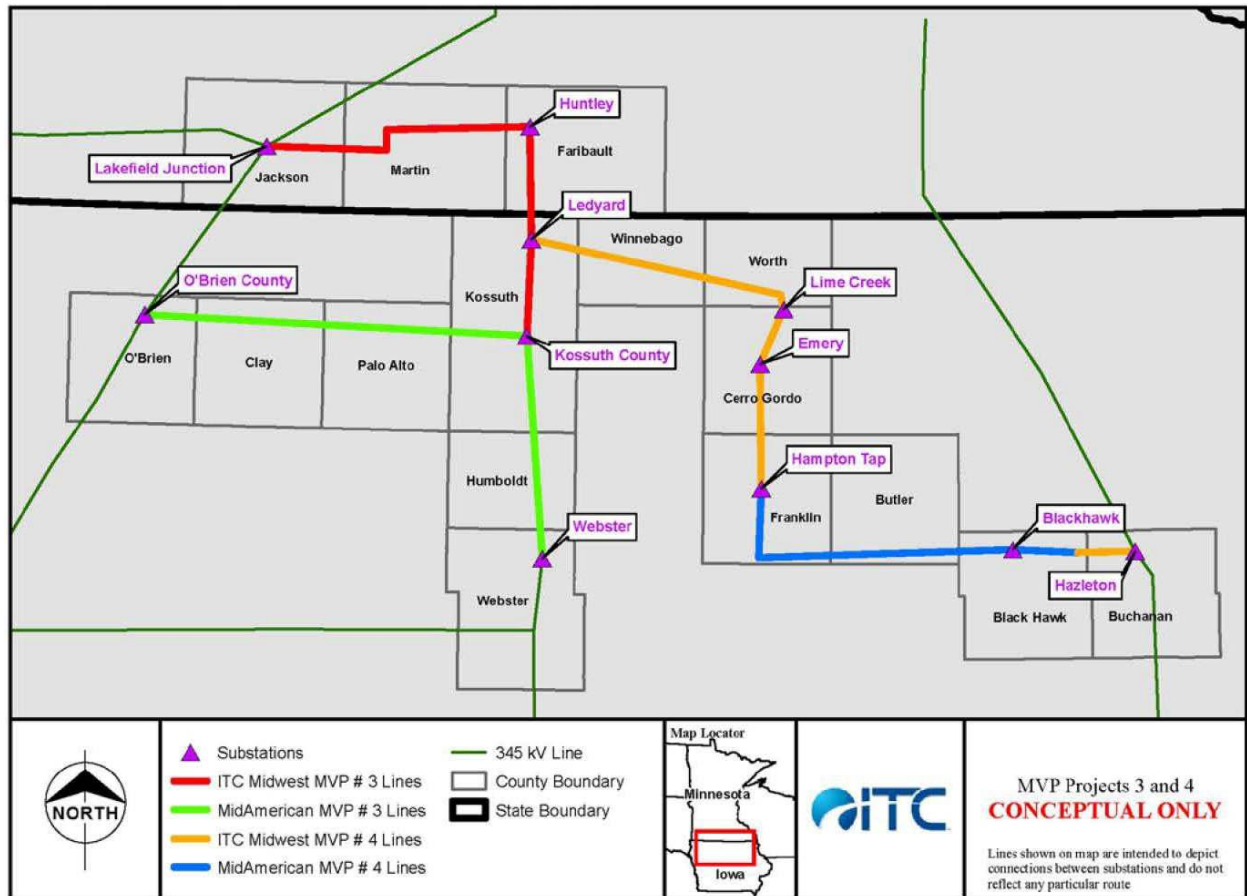 Huntley
Lakefield Junction
Jackson
Martin
Faribault
Ledyard
Winnebago
Worth
O'Brien County
Kossuth
Lime Creek
Kossuth County
Emery
O'Brien
Clay
Palo Alto
Cerro Gordo
Hampton Tap
Humboldt
Butler
Franklin
Webster
Blackhawk
Hazleton
Webster
Black Hawk
Buchanan
NORTH
Substations
ITC Midwest MVP # 3 Lines
MidAmerican MVP # 3 Lines
ITC Midwest MVP # 4 Lines
MidAmerican MVP # 4 Lines
345 kV Line
County Boundary
State Boundary
Map Locator
Minnesota
Iowa
ITC
MVP Projects 3 and 4
CONCEPTUAL ONLY
Lines shown on map are intended to depict
connections between substations and do not
reflect any particular route